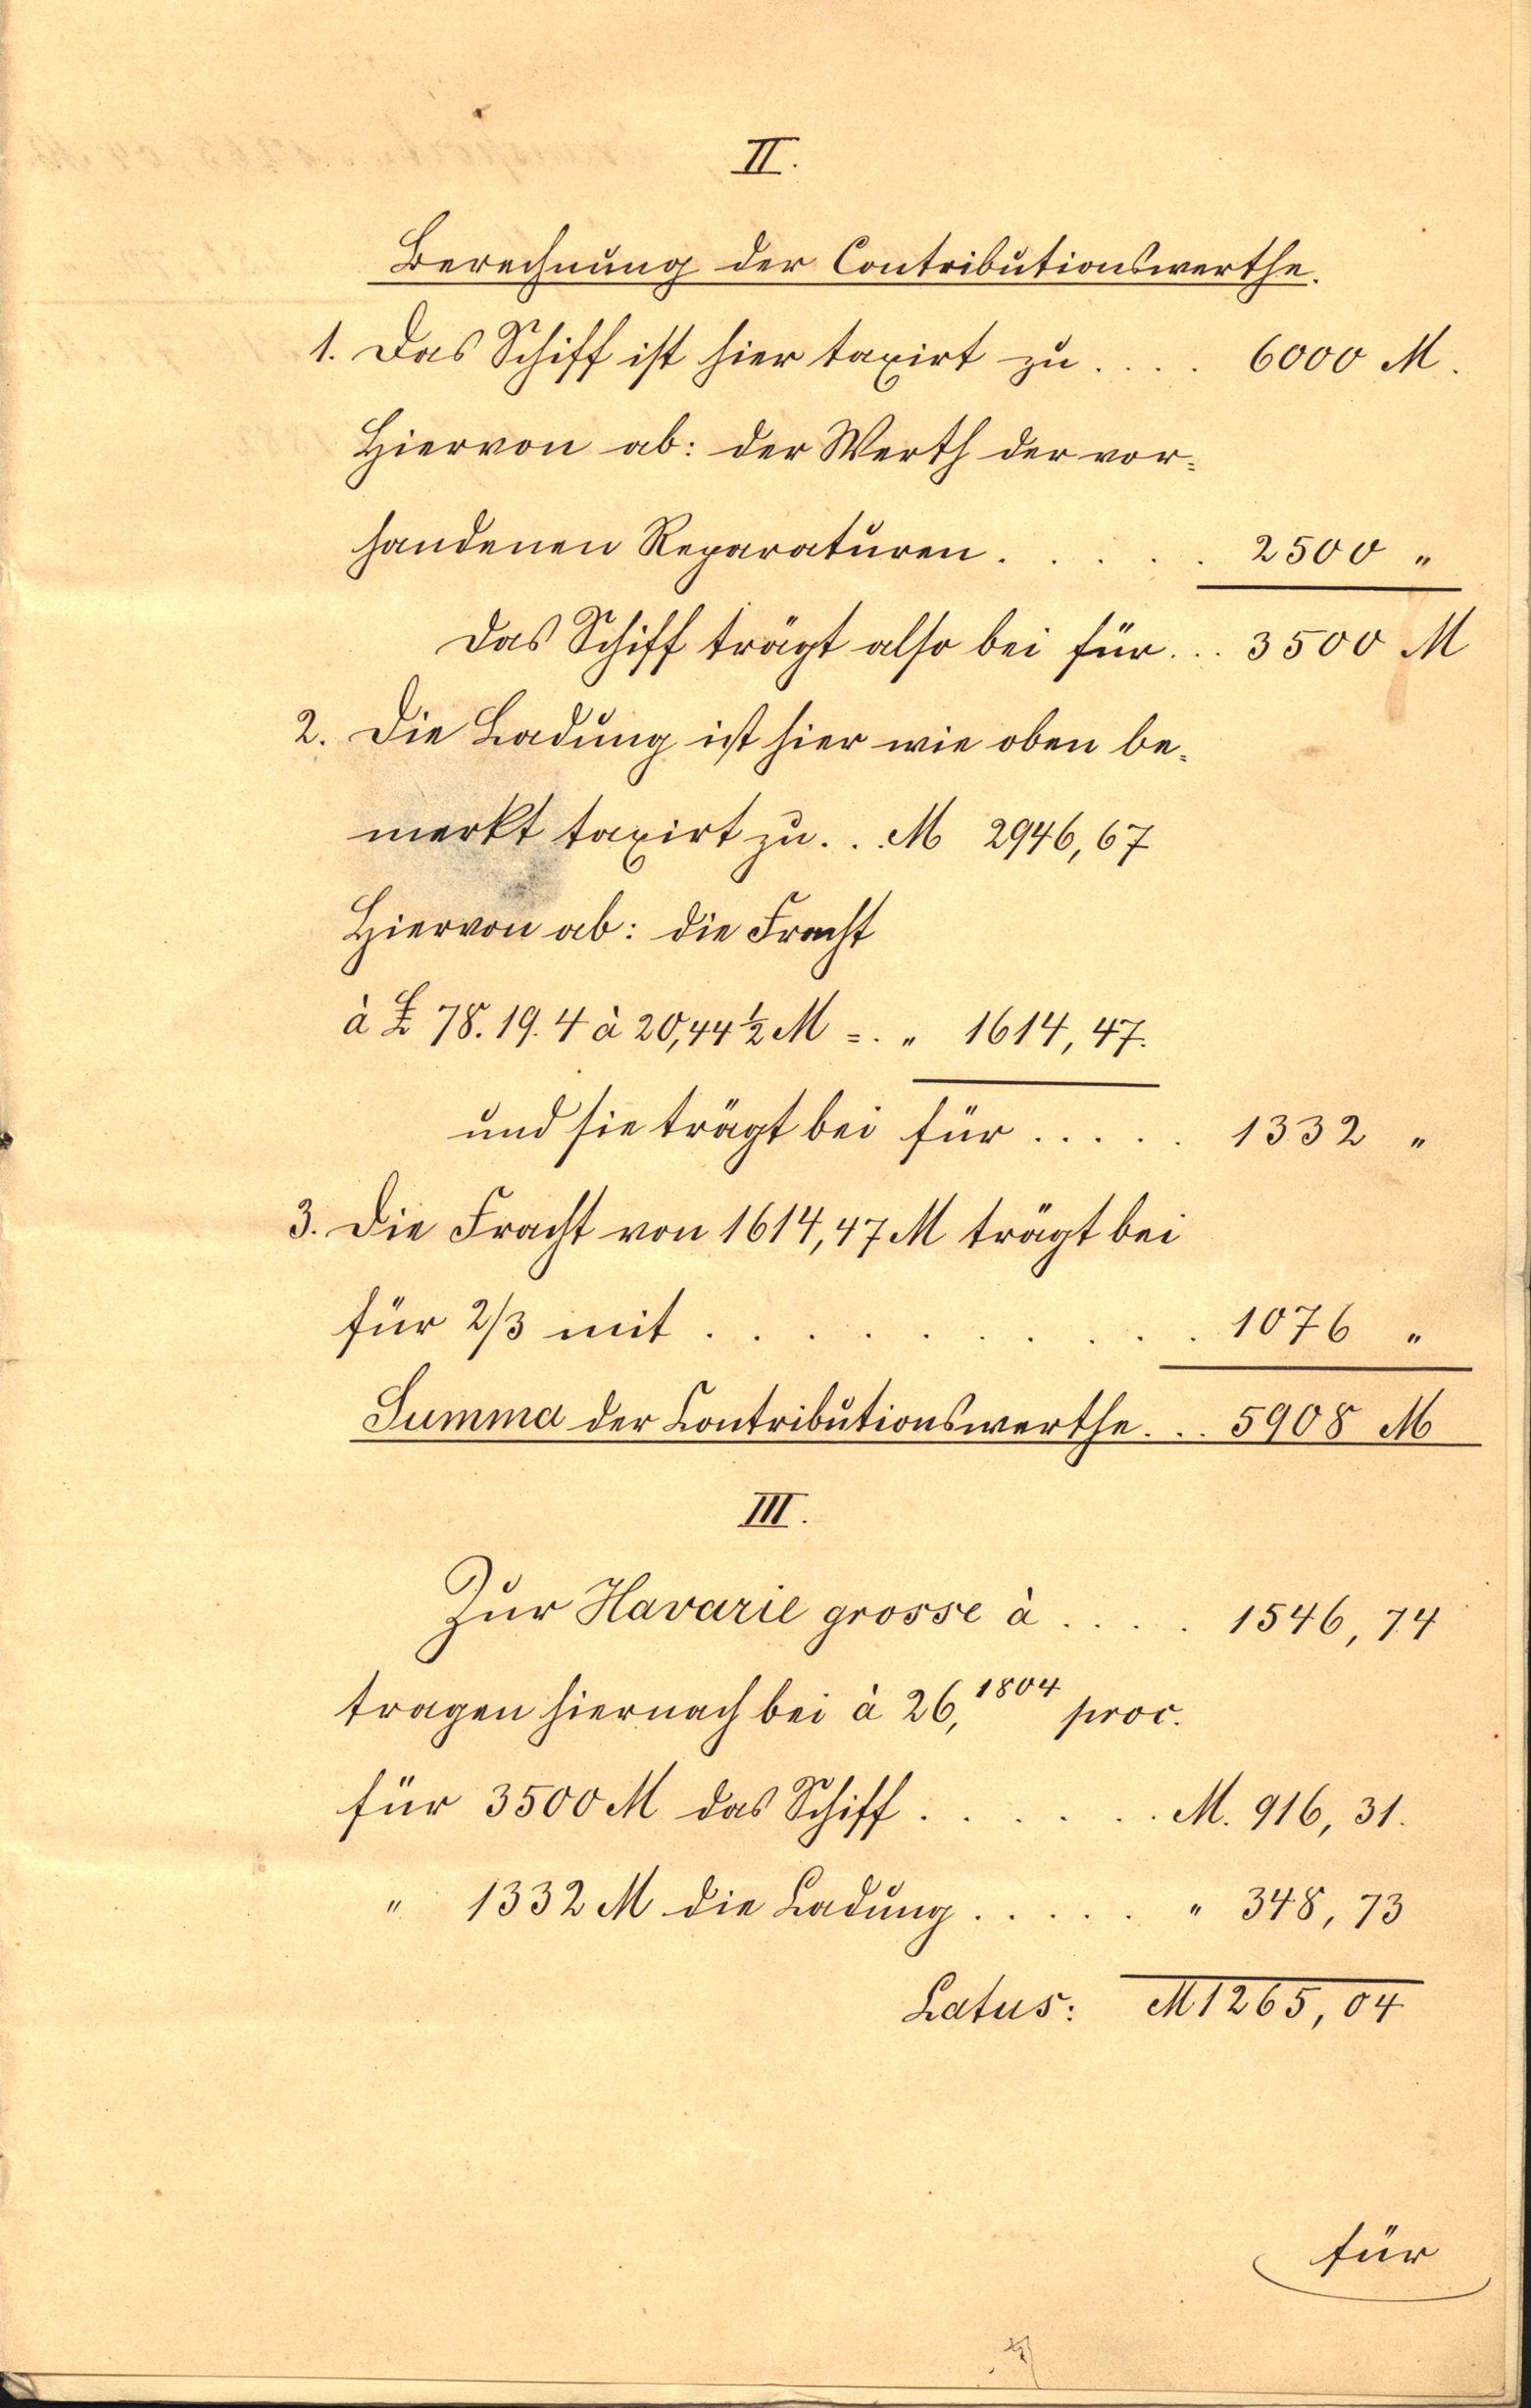 II.
Berechnung der Contributionswerthe.
1. Das Schiff ist hier taxirt zu . . . . 6000 M.
Hiervon ab: der Werth der vor=
handenen Reparaturen . . . . . 2500 "
Das Schiff trägt also bei für . . . 3500 M
2. Die Ladung ist hier wie oben be=
merkt taxirt zu . . . M 2946,67
Hiervon ab: die Fracht
à £ 78. 19. 4 à 20,44 ½ M = . " 1614,47.
und sie trägt bei für . . . . . 1332 "
3. Die Fracht von 1614,47 M trägt bei
für 2/3 mit . . . . . . . . . . 1076 "
Summa der Contributionswerthe . . . 5908 M
III.
Zur Havarie grosse à . . . . 1546,74
tragen hiernach bei à 26,1804 proc.
für 3500 M das Schiff . . . . . . M. 916,31.
" 1332 M die Ladung . . . . . " 348,73
Latus: M 1265,04
für